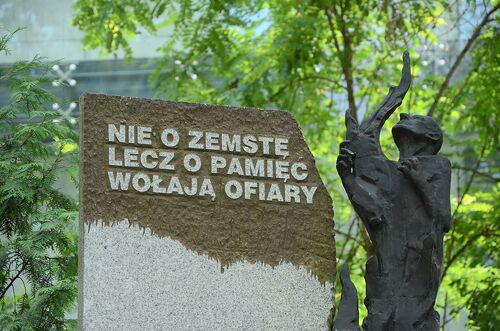 NIE O ZEMSTĘ
LECZ O PAMIĘĆ
WOŁAJĄ OFIARY